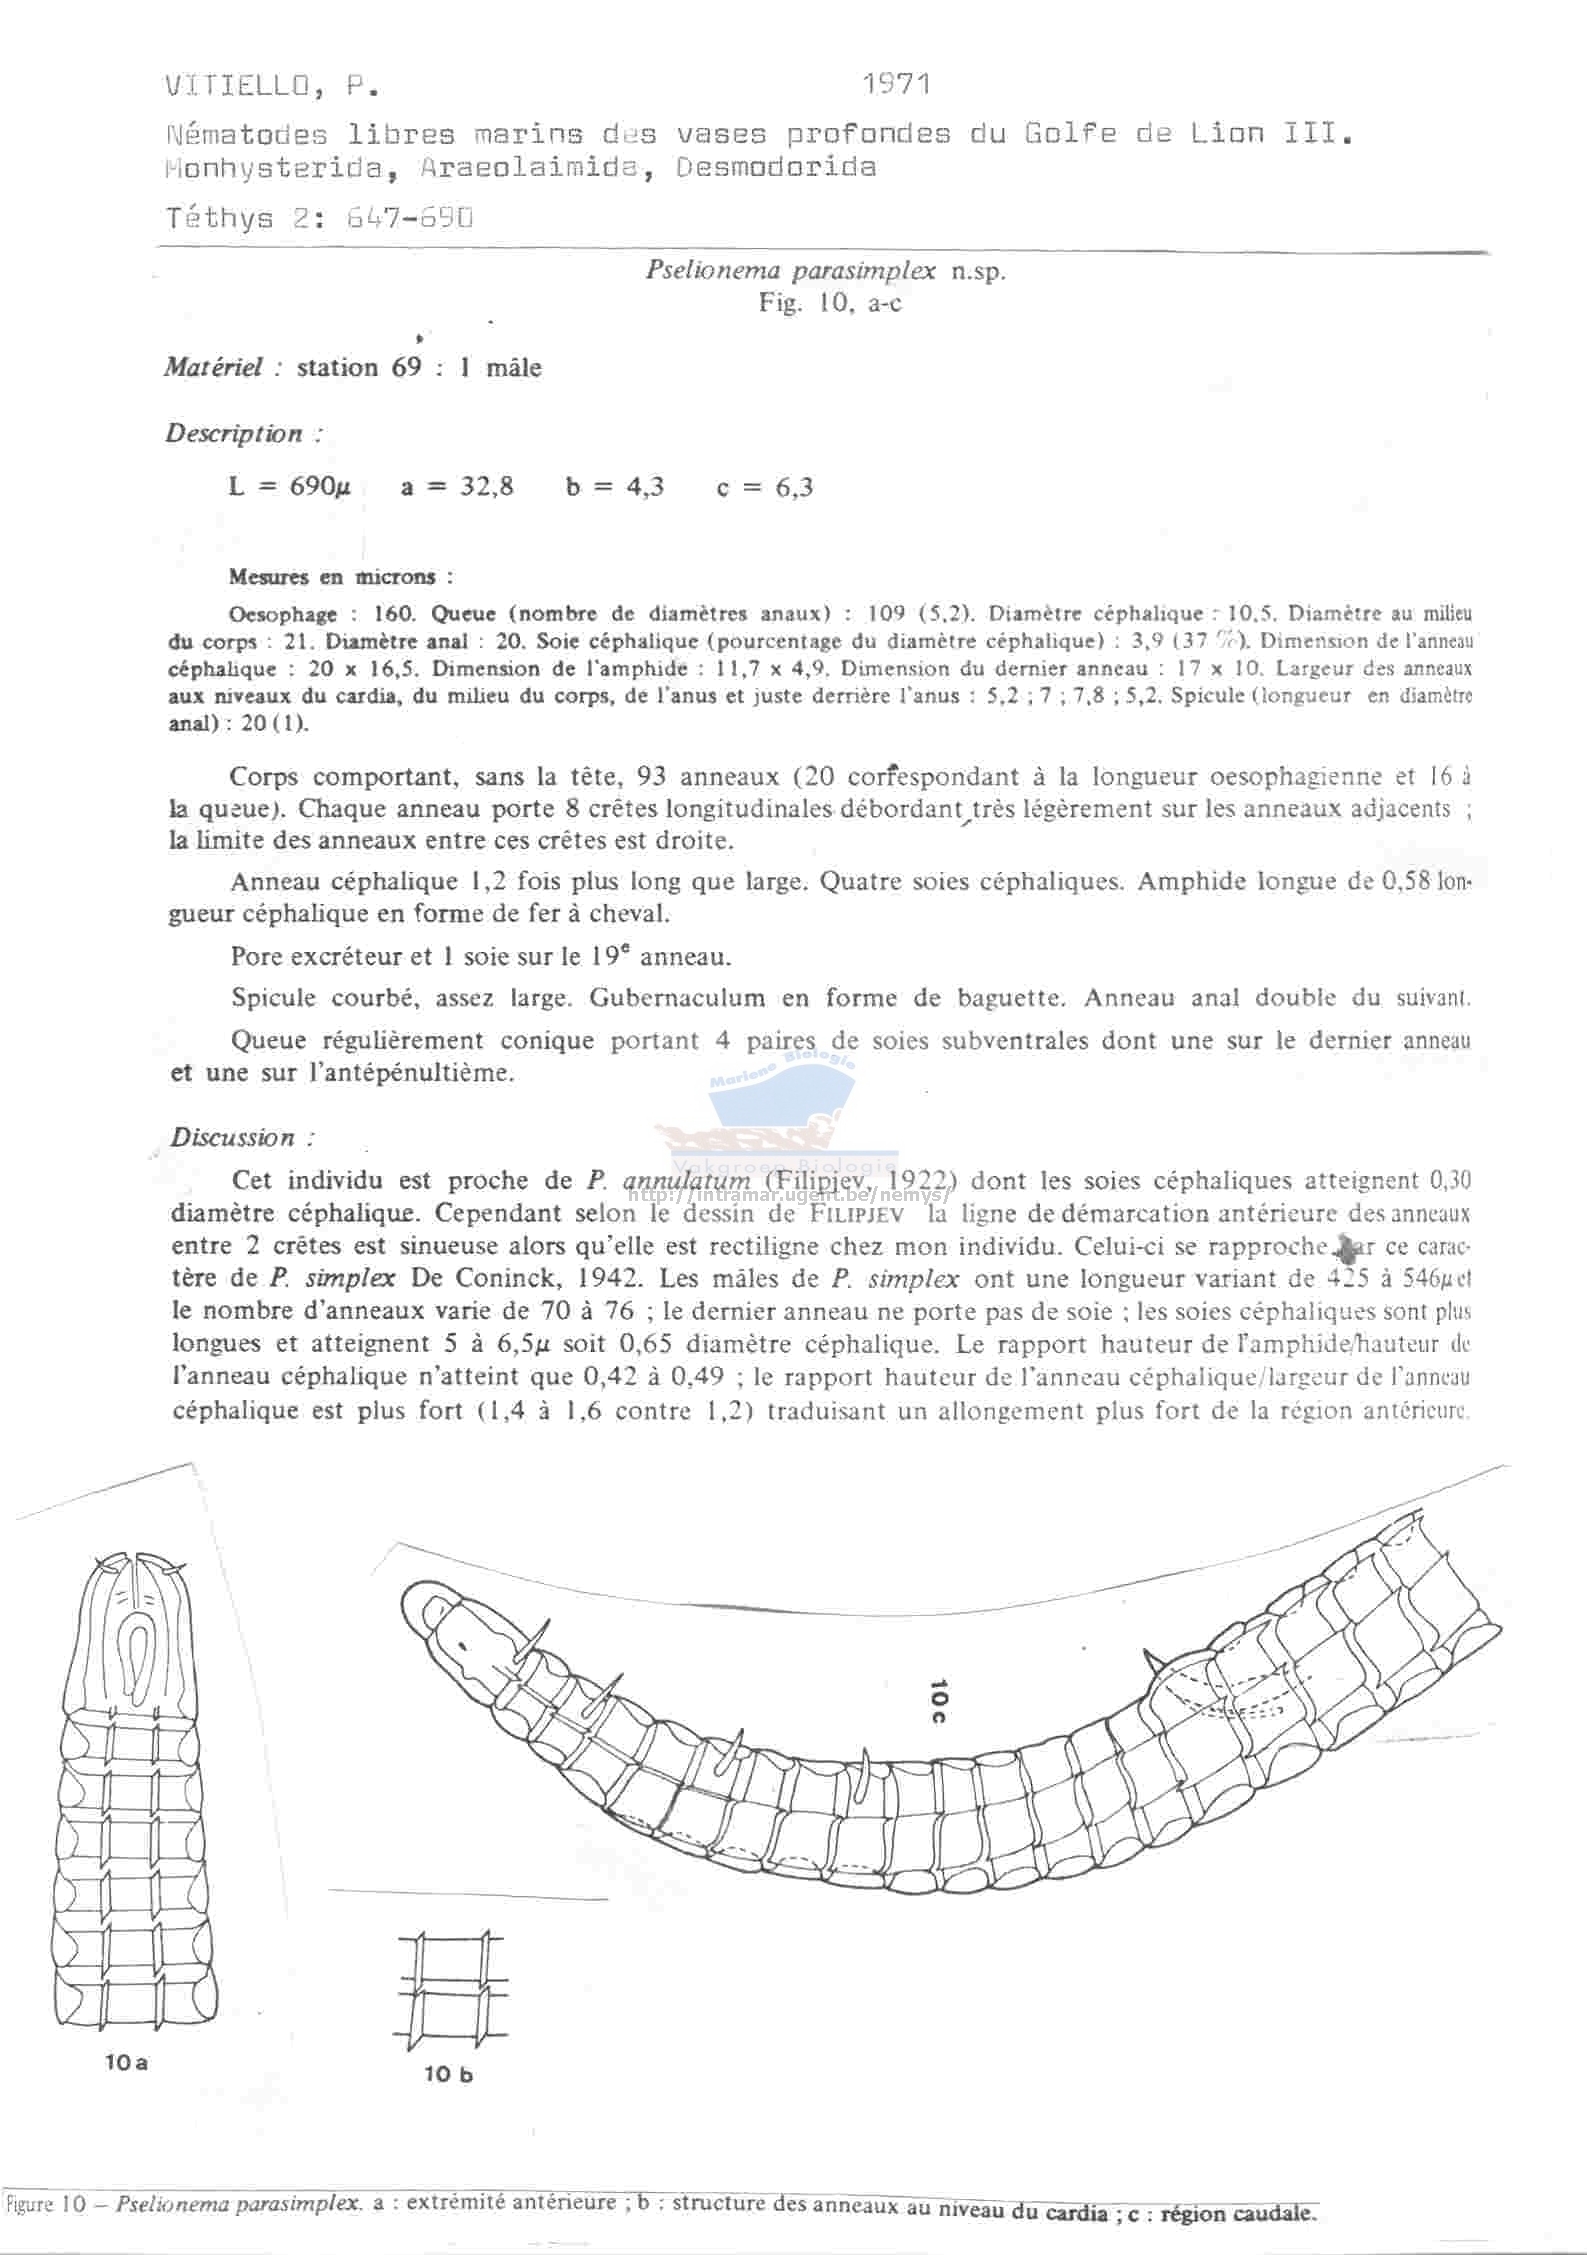 VITIELLO, P. 1971
Nématodes libres marins des vases profondes du Golfe de Lion III.
Monhysterida, Araeolaimida, Desmodorida
Téthys 2: 647-690
Pselionema parasimplex n.sp.
Fig. 10, a-c
Matériel : station 69 : 1 mâle
Description :
L = 690µ a = 32,8 b = 4,3 c = 6,3
Mesures en microns :
Oesophage : 160. Queue (nombre de diamètres anaux) : 109 (5,2). Diamètre céphalique : 10,5. Diamètre au milieu
du corps : 21. Diamètre anal : 20. Soie céphalique (pourcentage du diamètre céphalique) : 3,9 (37 %). Dimension de l'anneau
céphalique : 20 x 16,5. Dimension de l'amphide : 11,7 x 4,9. Dimension du dernier anneau : 17 x 10. Largeur des anneaux
aux niveaux du cardia, du milieu du corps, de l'anus et juste derrière l'anus : 5,2 ; 7 ; 7,8 ; 5,2. Spicule (longueur en diamètre
anal) : 20 (1).
Corps comportant, sans la tête, 93 anneaux (20 correspondant à la longueur oesophagienne et 16 à
la queue). Chaque anneau porte 8 crêtes longitudinales débordant très légèrement sur les anneaux adjacents ;
la limite des anneaux entre ces crêtes est droite.
Anneau céphalique 1,2 fois plus long que large. Quatre soies céphaliques. Amphide longue de 0,58 lon-
gueur céphalique en forme de fer à cheval.
Pore excréteur et 1 soie sur le 19e anneau.
Spicule courbé, assez large. Gubernaculum en forme de baguette. Anneau anal double du suivant.
Queue régulièrement conique portant 4 paires de soies subventrales dont une sur le dernier anneau
et une sur l'antépénultième.
Mariene Biologie
Discussion :
Vakgroep Biologie
Cet individu est proche de P. annulatum (Filipjev, 1922) dont les soies céphaliques atteignent 0,30
http://intramar.ugent.be/nemys/
diamètre céphalique. Cependant selon le dessin de FILIPJEV la ligne de démarcation antérieure des anneaux
entre 2 crêtes est sinueuse alors qu'elle est rectiligne chez mon individu. Celui-ci se rapproche par ce carac-
tère de P. simplex De Coninck, 1942. Les mâles de P. simplex ont une longueur variant de 425 à 546µ et
le nombre d'anneaux varie de 70 à 76 ; le dernier anneau ne porte pas de soie ; les soies céphaliques sont plus
longues et atteignent 5 à 6,5µ soit 0,65 diamètre céphalique. Le rapport hauteur de l'amphide/hauteur de
l'anneau céphalique n'atteint que 0,42 à 0,49 ; le rapport hauteur de l'anneau céphalique/largeur de l'anneau
céphalique est plus fort (1,4 à 1,6 contre 1,2) traduisant un allongement plus fort de la région antérieure.
10 c
10 a
10 b
Figure 10 – Pselionema parasimplex. a : extrémité antérieure ; b : structure des anneaux au niveau du cardia ; c : région caudale.